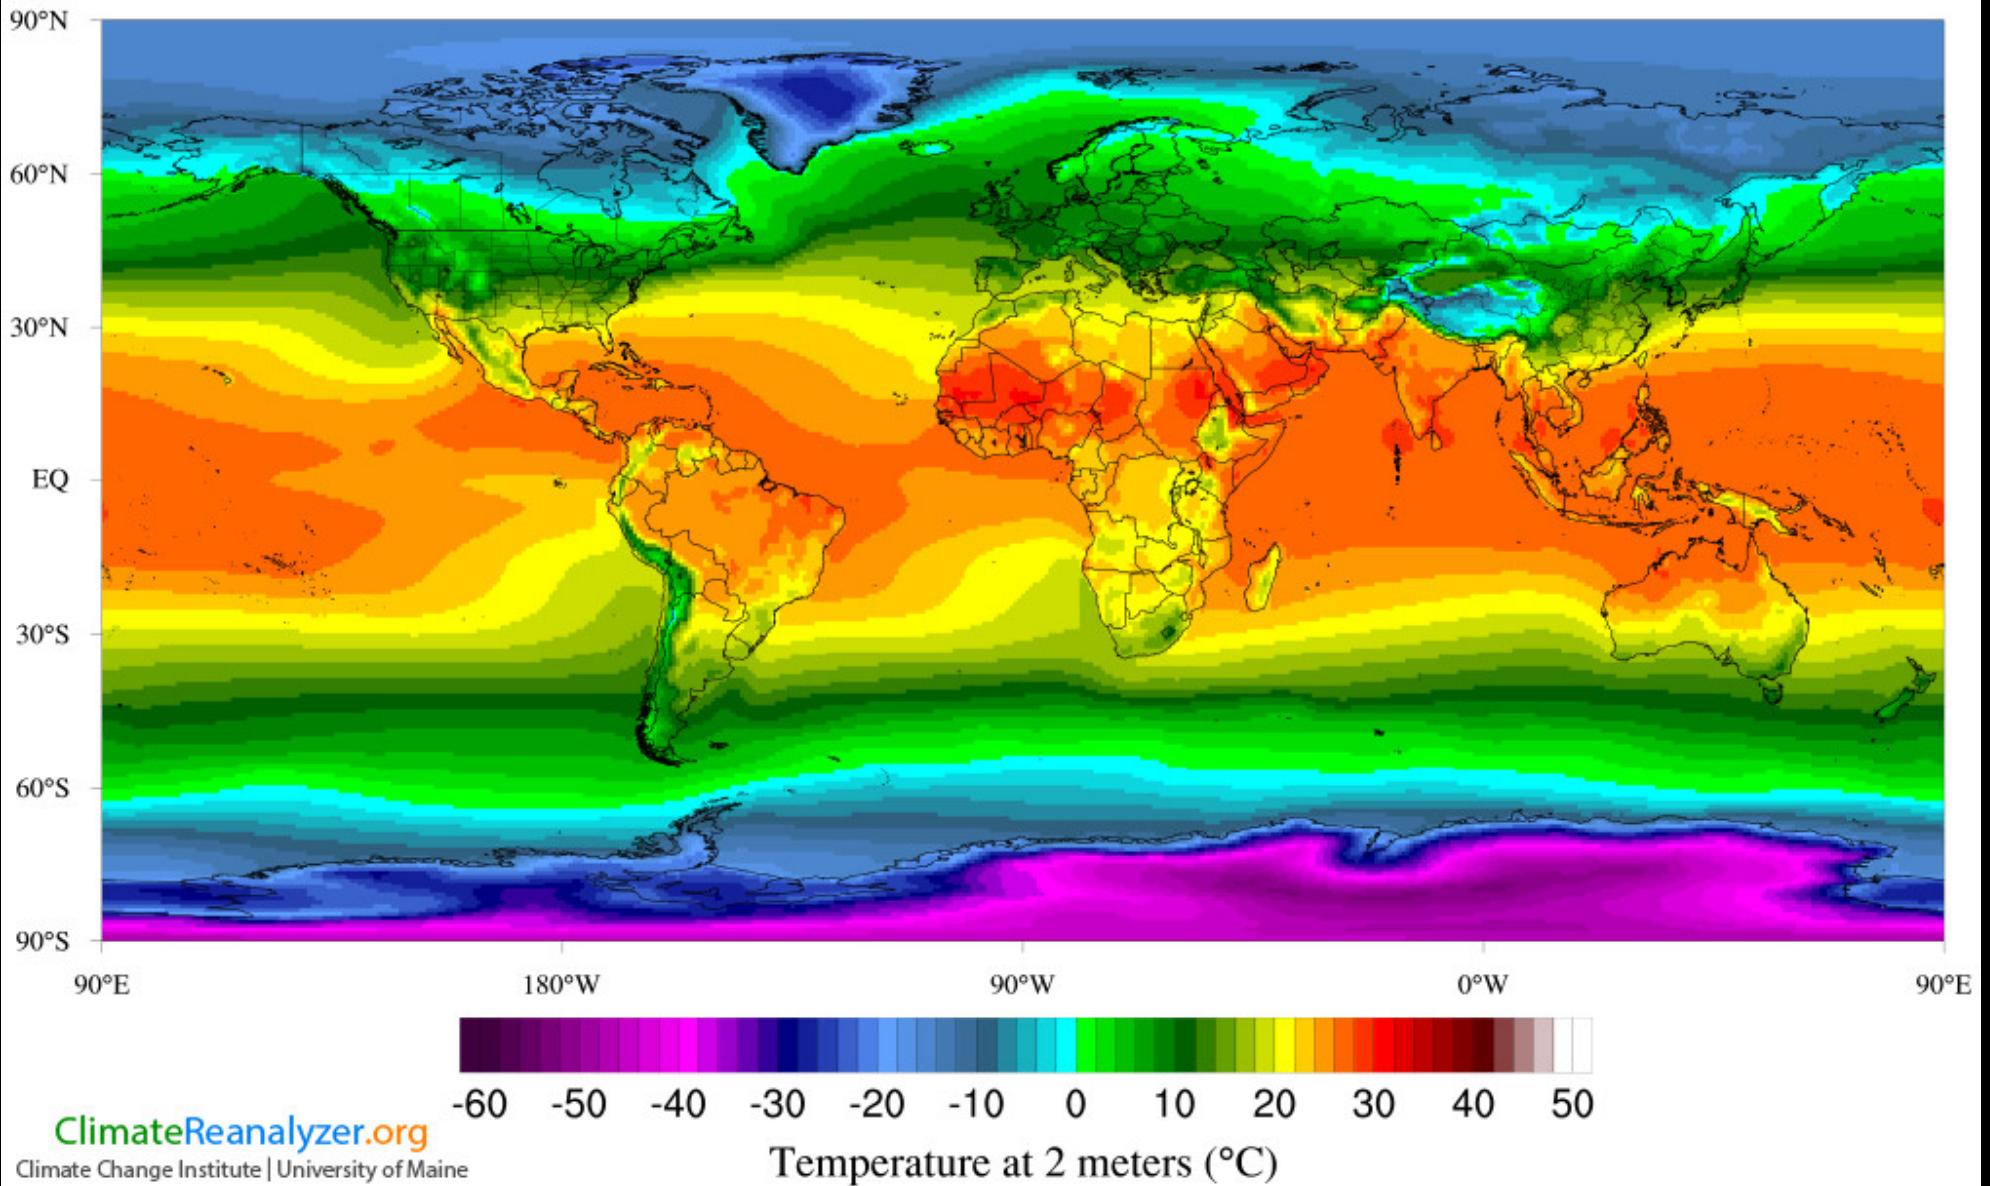 90°N
60°N
30°N
EQ
30°S
60°S
90°S
90°E 180°W 90°W 0°W 90°E
-60 -50 -40 -30 -20 -10 0 10 20 30 40 50
Temperature at 2 meters (°C)
ClimateReanalyzer.org
Climate Change Institute | University of Maine